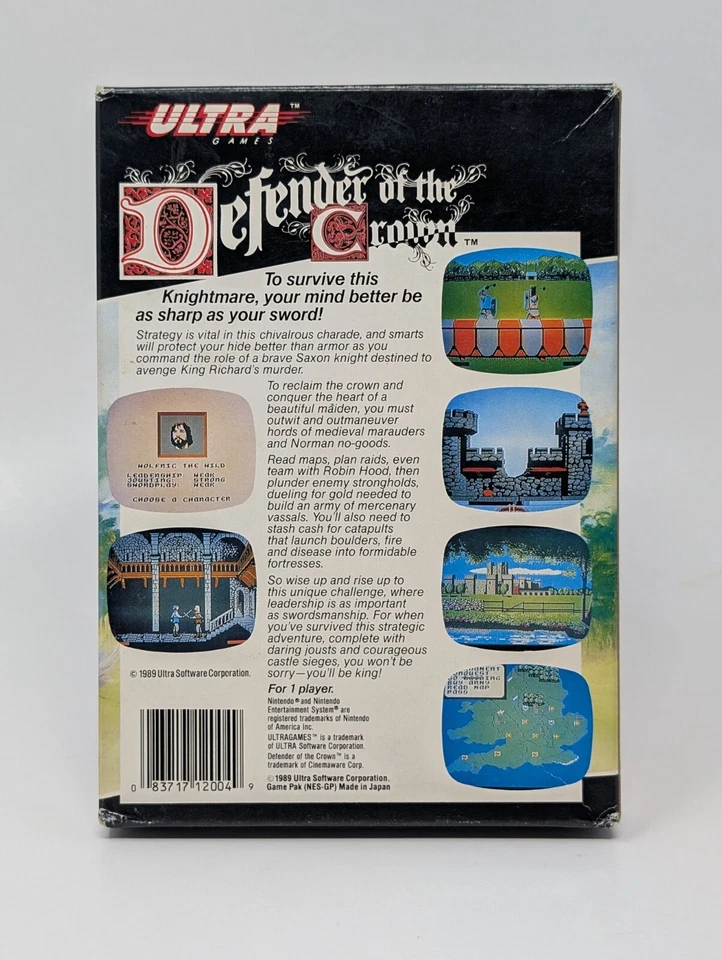 ULTRA™
GAMES
Defender of the
Crown™
To survive this
Knightmare, your mind better be
as sharp as your sword!
Strategy is vital in this chivalrous charade, and smarts
will protect your hide better than armor as you
command the role of a brave Saxon knight destined to
avenge King Richard's murder.
To reclaim the crown and
conquer the heart of a
beautiful maiden, you must
outwit and outmaneuver
hords of medieval marauders
and Norman no-goods.
Read maps, plan raids, even
team with Robin Hood, then
plunder enemy strongholds,
dueling for gold needed to
build an army of mercenary
vassals. You'll also need to
stash cash for catapults
that launch boulders, fire
and disease into formidable
fortresses.
So wise up and rise up to
this unique challenge, where
leadership is as important
as swordsmanship. For when
you've survived this strategic
adventure, complete with
daring jousts and courageous
castle sieges, you won't be
sorry—you'll be king!
For 1 player.
Nintendo® and Nintendo
Entertainment System® are
registered trademarks of Nintendo
of America Inc.
ULTRAGAMES™ is a trademark
of ULTRA Software Corporation.
Defender of the Crown™ is a
trademark of Cinemaware Corp.
©1989 Ultra Software Corporation.
Game Pak (NES-GP) Made in Japan
WOLFRIC THE WILD
LEADERSHIP: WEAK
JOUSTING: STRONG
SWORDPLAY: WEAK
CHOOSE A CHARACTER
© 1989 Ultra Software Corporation.
0 83717 12004 9
CONQUEST
GO RAIDING
BUY ARMY
READ MAP
PASS